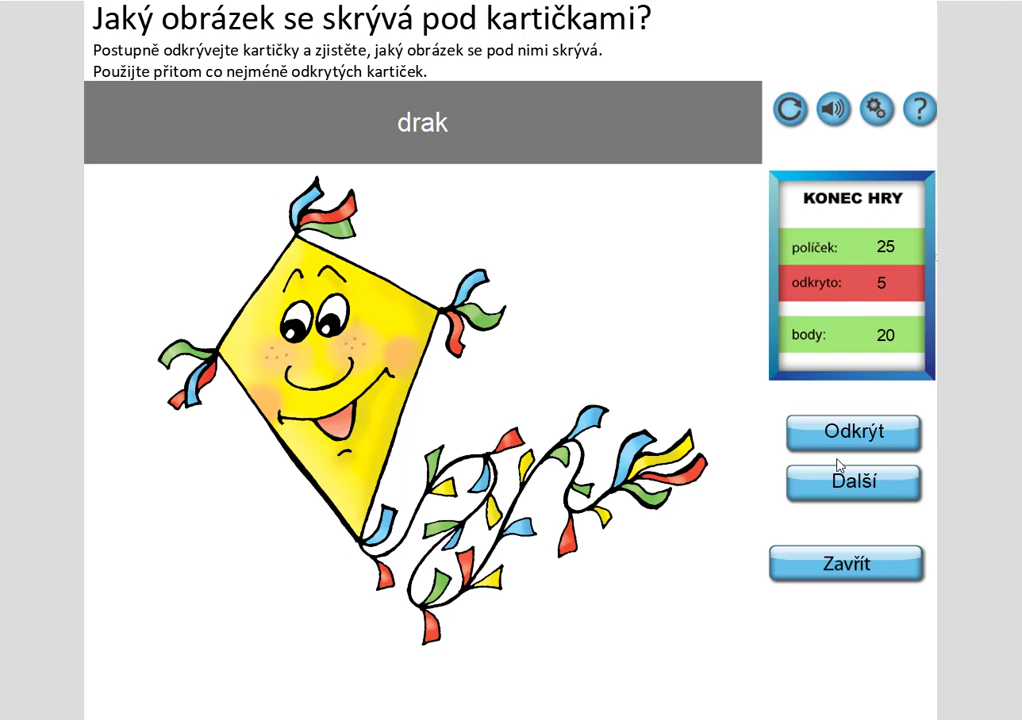 Jaký obrázek se skrývá pod kartičkami?
Postupně odkrývejte kartičky a zjistěte, jaký obrázek se pod nimi skrývá.
Použijte přitom co nejméně odkrytých kartiček.
drak
?
KONEC HRY
políček: 25
odkryto: 5
body: 20
Odkrýt
Další
Zavřít